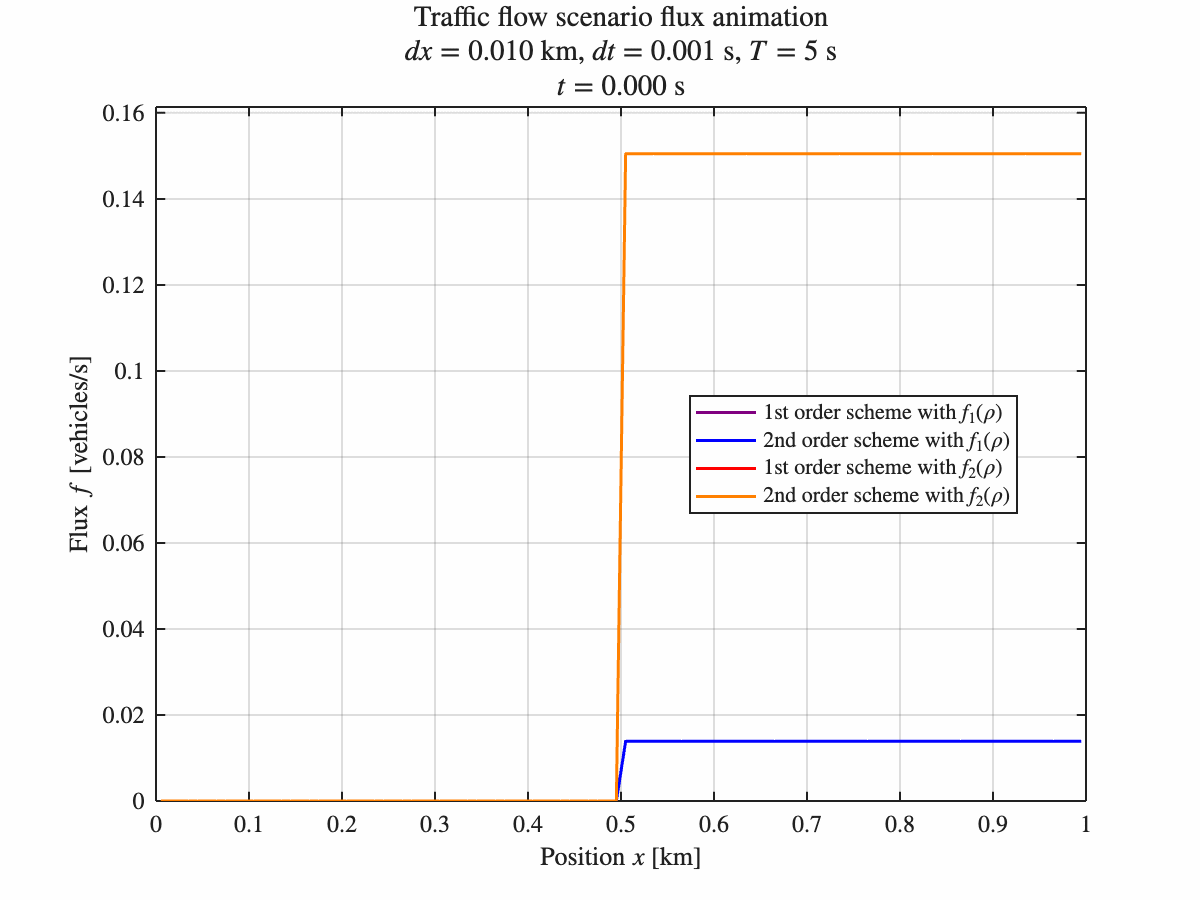 Traffic flow scenario flux animation
dx = 0.010 km, dt = 0.001 s, T = 5 s
t = 0.000 s
0.16
0.14
0.12
0.1
0.08
0.06
0.04
0.02
0
Flux f [vehicles/s]
1st order scheme with f₁(ρ)
2nd order scheme with f₁(ρ)
1st order scheme with f₂(ρ)
2nd order scheme with f₂(ρ)
0 0.1 0.2 0.3 0.4 0.5 0.6 0.7 0.8 0.9 1
Position x [km]